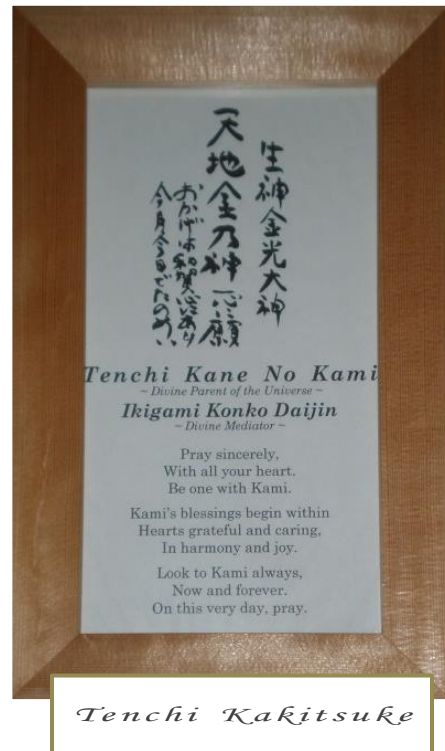 生神金光大神
天地金乃神一心ニ願
おかげは和賀心にあり
今月今日でたのめい
Tenchi Kane No Kami
~ Divine Parent of the Universe ~
Ikigami Konko Daijin
~ Divine Mediator ~
Pray sincerely,
With all your heart.
Be one with Kami.
Kami's blessings begin within
Hearts grateful and caring,
In harmony and joy.
Look to Kami always,
Now and forever.
On this very day, pray.
Tenchi Kakitsuke